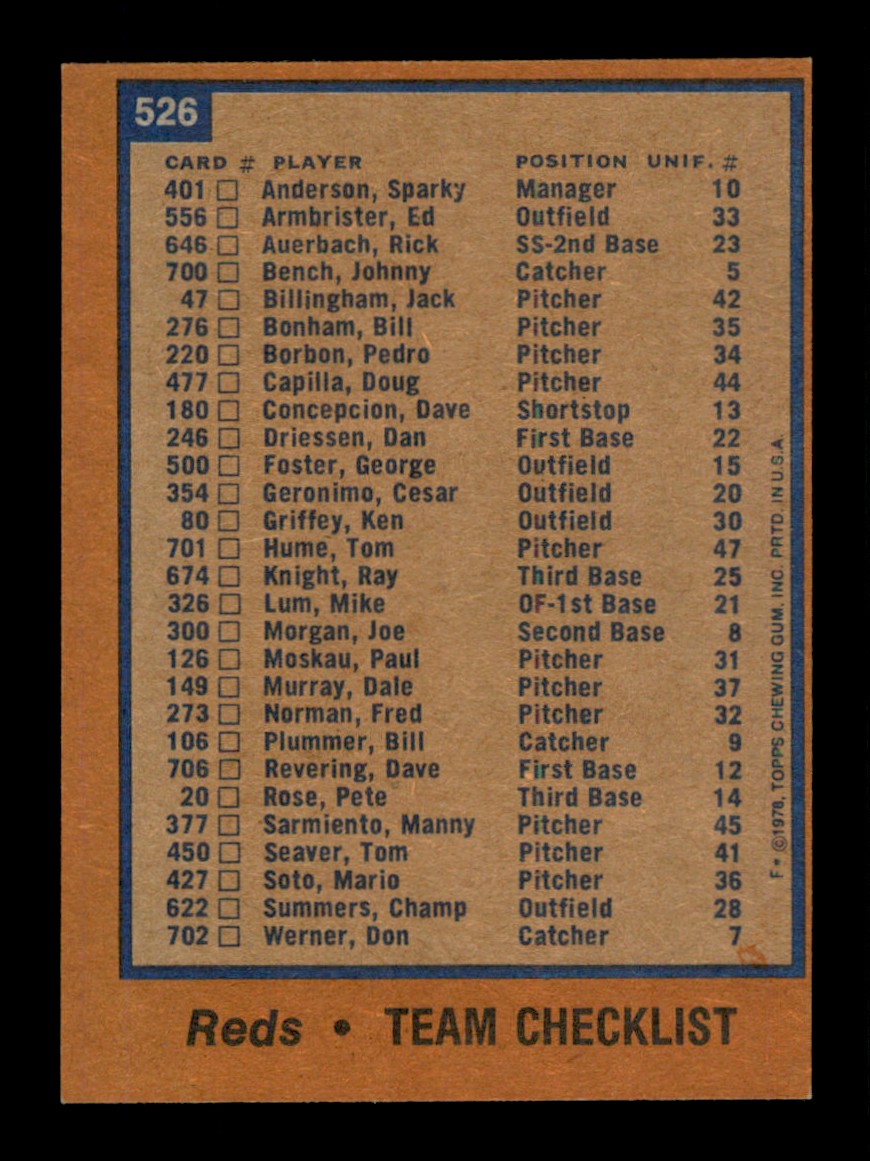 526
CARD # PLAYER POSITION UNIF. #
401 Anderson, Sparky Manager 10
556 Armbrister, Ed Outfield 33
646 Auerbach, Rick SS-2nd Base 23
700 Bench, Johnny Catcher 5
47 Billingham, Jack Pitcher 42
276 Bonham, Bill Pitcher 35
220 Borbon, Pedro Pitcher 34
477 Capilla, Doug Pitcher 44
180 Concepcion, Dave Shortstop 13
246 Driessen, Dan First Base 22
500 Foster, George Outfield 15
354 Geronimo, Cesar Outfield 20
80 Griffey, Ken Outfield 30
701 Hume, Tom Pitcher 47
674 Knight, Ray Third Base 25
326 Lum, Mike OF-1st Base 21
300 Morgan, Joe Second Base 8
126 Moskau, Paul Pitcher 31
149 Murray, Dale Pitcher 37
273 Norman, Fred Pitcher 32
106 Plummer, Bill Catcher 9
706 Revering, Dave First Base 12
20 Rose, Pete Third Base 14
377 Sarmiento, Manny Pitcher 45
450 Seaver, Tom Pitcher 41
427 Soto, Mario Pitcher 36
622 Summers, Champ Outfield 28
702 Werner, Don Catcher 7
F* ©1978, TOPPS CHEWING GUM, INC. PRTD. IN U.S.A.
Reds • TEAM CHECKLIST